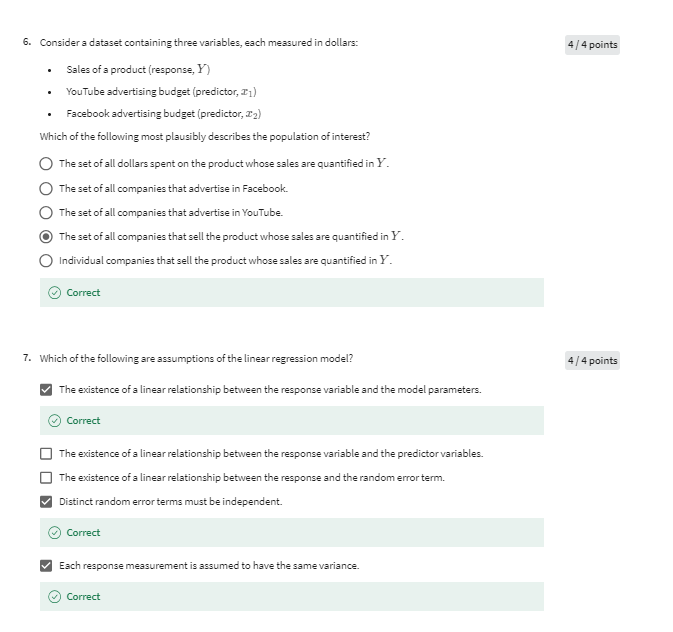 6. Consider a dataset containing three variables, each measured in dollars:
4 / 4 points
• Sales of a product (response, Y)
• YouTube advertising budget (predictor, x₁)
• Facebook advertising budget (predictor, x₂)
Which of the following most plausibly describes the population of interest?
The set of all dollars spent on the product whose sales are quantified in Y.
The set of all companies that advertise in Facebook.
The set of all companies that advertise in YouTube.
The set of all companies that sell the product whose sales are quantified in Y.
Individual companies that sell the product whose sales are quantified in Y.
Correct
7. Which of the following are assumptions of the linear regression model?
4 / 4 points
The existence of a linear relationship between the response variable and the model parameters.
Correct
The existence of a linear relationship between the response variable and the predictor variables.
The existence of a linear relationship between the response and the random error term.
Distinct random error terms must be independent.
Correct
Each response measurement is assumed to have the same variance.
Correct